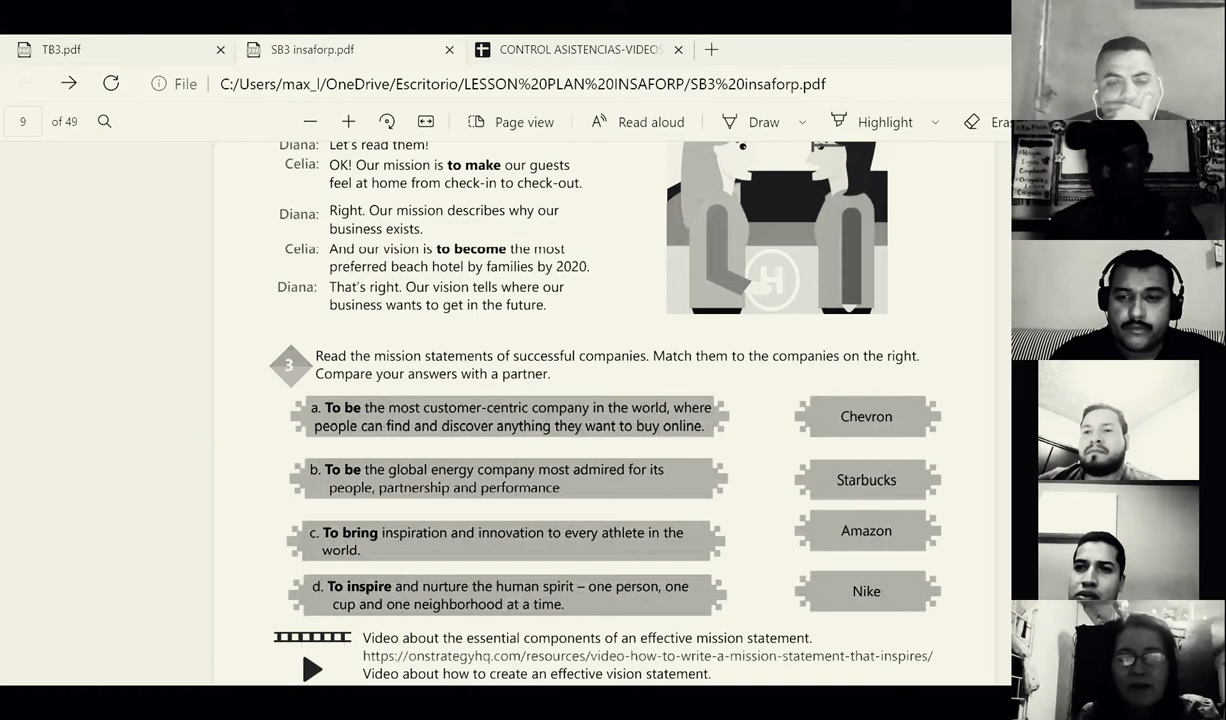 TB3.pdf
SB3 insaforp.pdf
CONTROL ASISTENCIAS-VIDEOS
File
C:/Users/max_l/OneDrive/Escritorio/LESSON%20PLAN%20INSAFORP/SB3%20insaforp.pdf
9 of 49
Page view
Read aloud
Draw
Highlight
Eras
Diana: Let's read them!
Celia: OK! Our mission is to make our guests
feel at home from check-in to check-out.
Diana: Right. Our mission describes why our
business exists.
Celia: And our vision is to become the most
preferred beach hotel by families by 2020.
Diana: That's right. Our vision tells where our
business wants to get in the future.
H
3
Read the mission statements of successful companies. Match them to the companies on the right.
Compare your answers with a partner.
a. To be the most customer-centric company in the world, where
people can find and discover anything they want to buy online.
Chevron
b. To be the global energy company most admired for its
people, partnership and performance
Starbucks
c. To bring inspiration and innovation to every athlete in the
world.
Amazon
d. To inspire and nurture the human spirit – one person, one
cup and one neighborhood at a time.
Nike
Video about the essential components of an effective mission statement.
https://onstrategyhq.com/resources/video-how-to-write-a-mission-statement-that-inspires/
Video about how to create an effective vision statement.